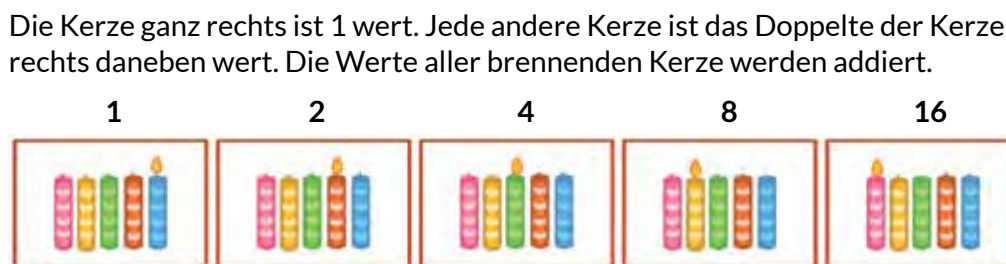 Die Kerze ganz rechts ist 1 wert. Jede andere Kerze ist das Doppelte der Kerze
rechts daneben wert. Die Werte aller brennenden Kerze werden addiert.
1 2 4 8 16